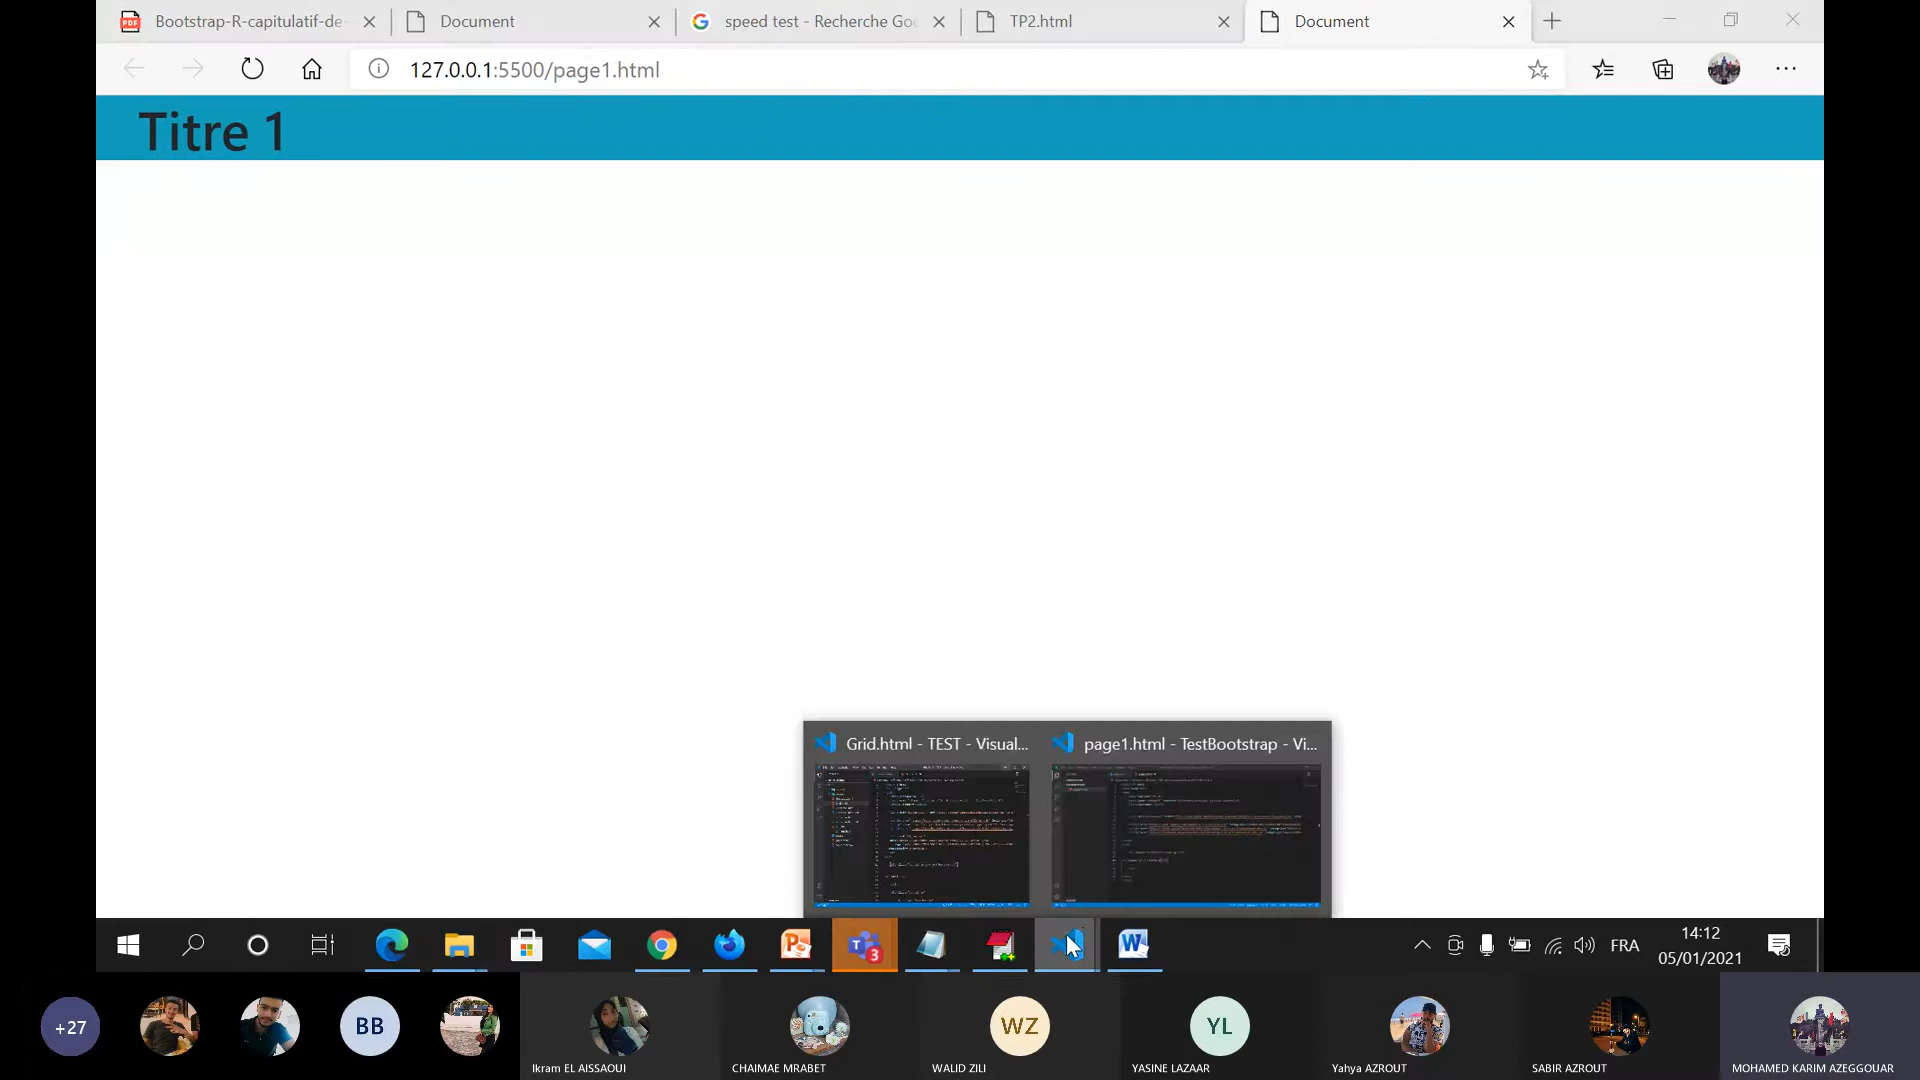 Bootstrap-R-capitulatif-de-
Document
speed test - Recherche Goo
TP2.html
Document
127.0.0.1:5500/page1.html
Titre 1
Grid.html - TEST - Visual...
page1.html - TestBootstrap - Vi...
3
FRA
14:12
05/01/2021
+27
BB
WZ
YL
Ikram EL AISSAOUI
CHAIMAE MRABET
WALID ZILI
YASINE LAZAAR
Yahya AZROUT
SABIR AZROUT
MOHAMED KARIM AZEGGOUAR